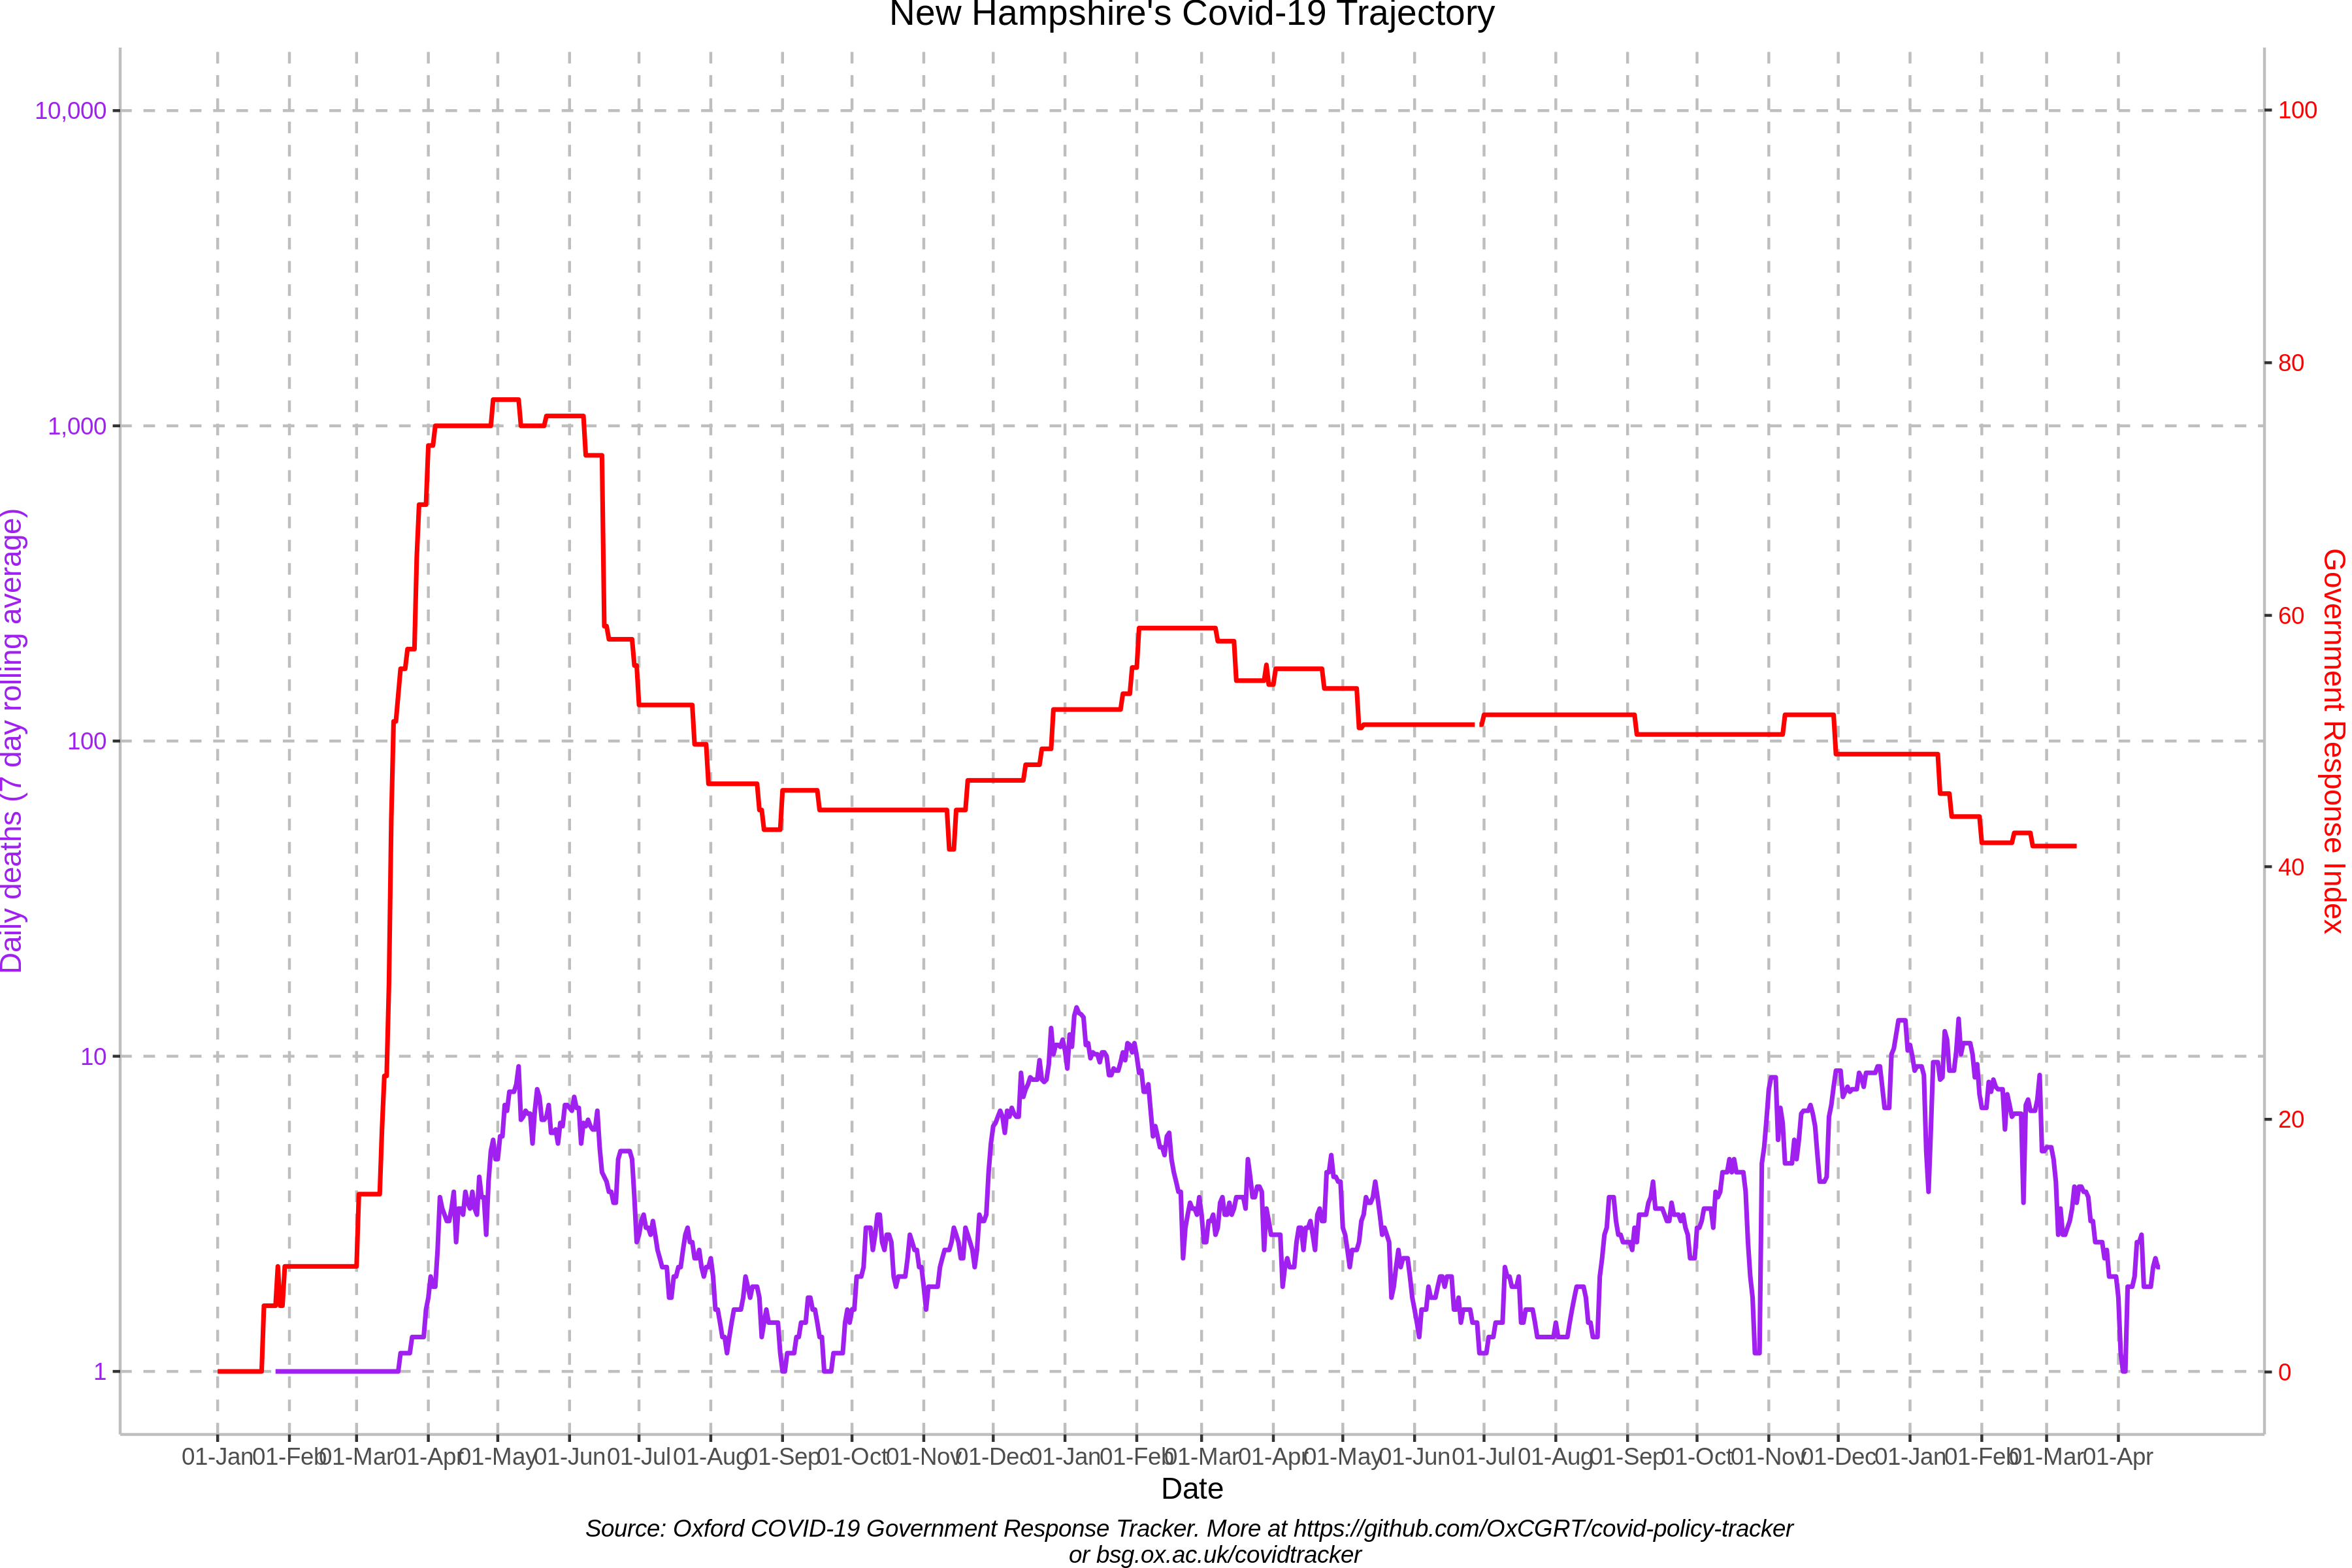 New Hampshire's Covid-19 Trajectory
10,000
1,000
100
10
1
Daily deaths (7 day rolling average)
100
80
60
40
20
0
Government Response Index
01-Jan 01-Feb 01-Mar 01-Apr 01-May 01-Jun 01-Jul 01-Aug 01-Sep 01-Oct 01-Nov 01-Dec 01-Jan 01-Feb 01-Mar 01-Apr 01-May 01-Jun 01-Jul 01-Aug 01-Sep 01-Oct 01-Nov 01-Dec 01-Jan 01-Feb 01-Mar 01-Apr
Date
Source: Oxford COVID-19 Government Response Tracker. More at https://github.com/OxCGRT/covid-policy-tracker
or bsg.ox.ac.uk/covidtracker